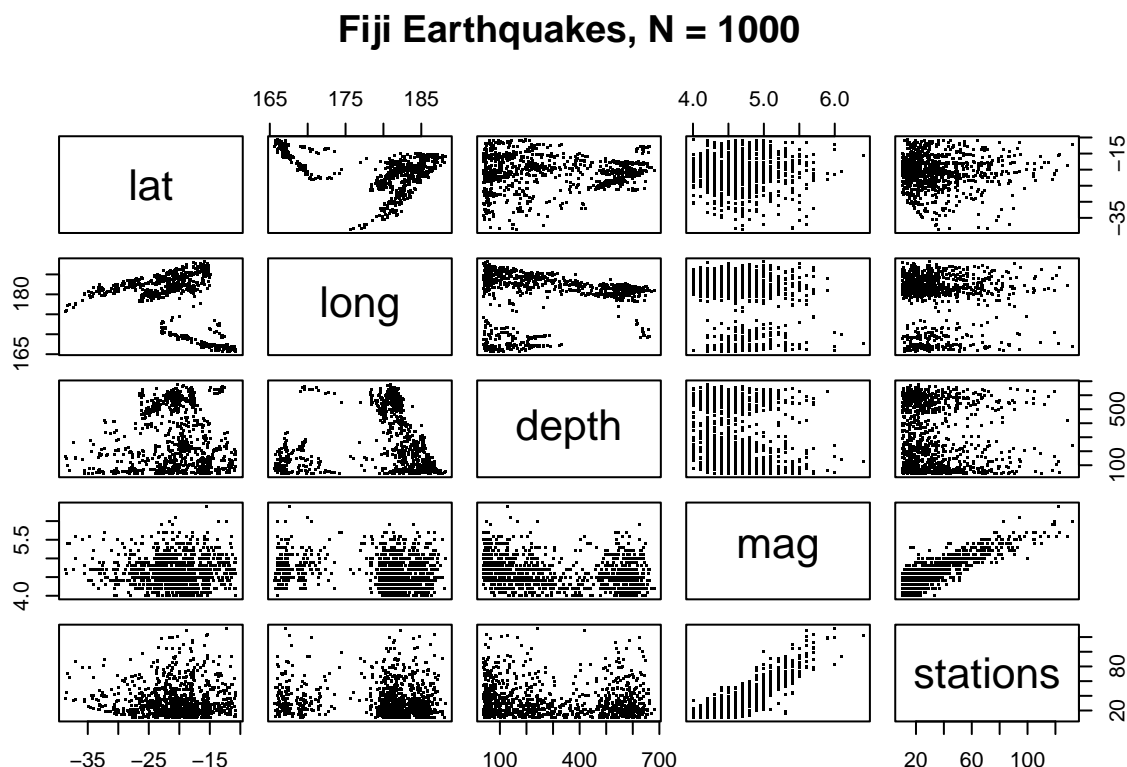 Fiji Earthquakes, N = 1000
165 175 185 4.0 5.0 6.0
lat
−35 −15
165 180
long
depth
100 500
4.0 5.5
mag
20 80
stations
−35 −25 −15 100 400 700 20 60 100